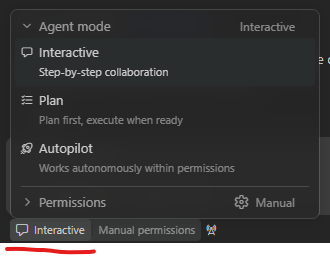 Agent mode Interactive
Interactive
Step-by-step collaboration
Plan
Plan first, execute when ready
Autopilot
Works autonomously within permissions
Permissions Manual
Interactive Manual permissions